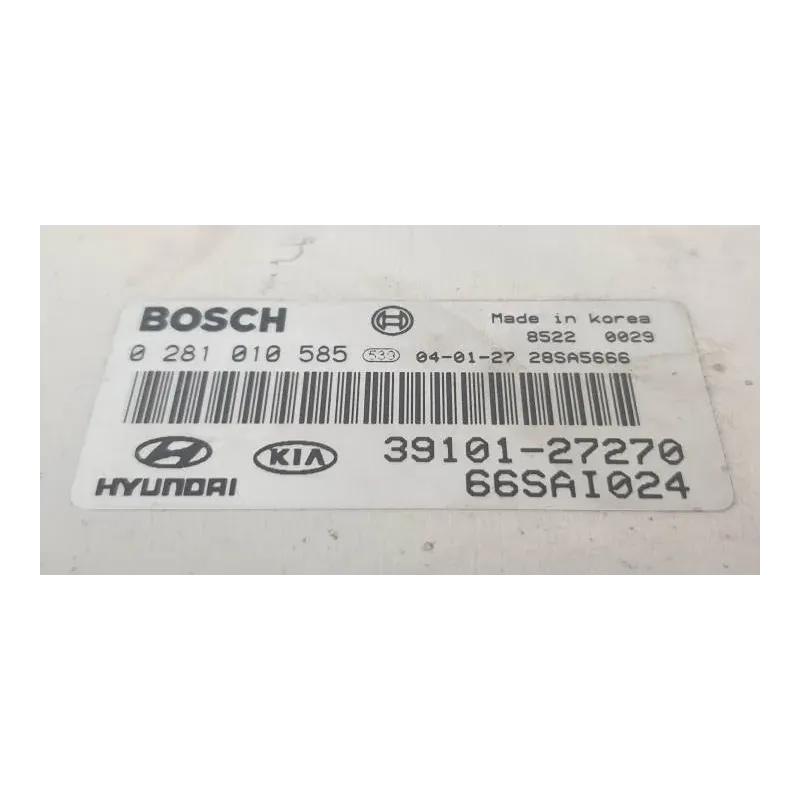 BOSCH Made in Korea
8522 0029
0 281 010 585 539 04-01-27 28SA5666
HYUNDAI KIA 39101-27270
66SAI024